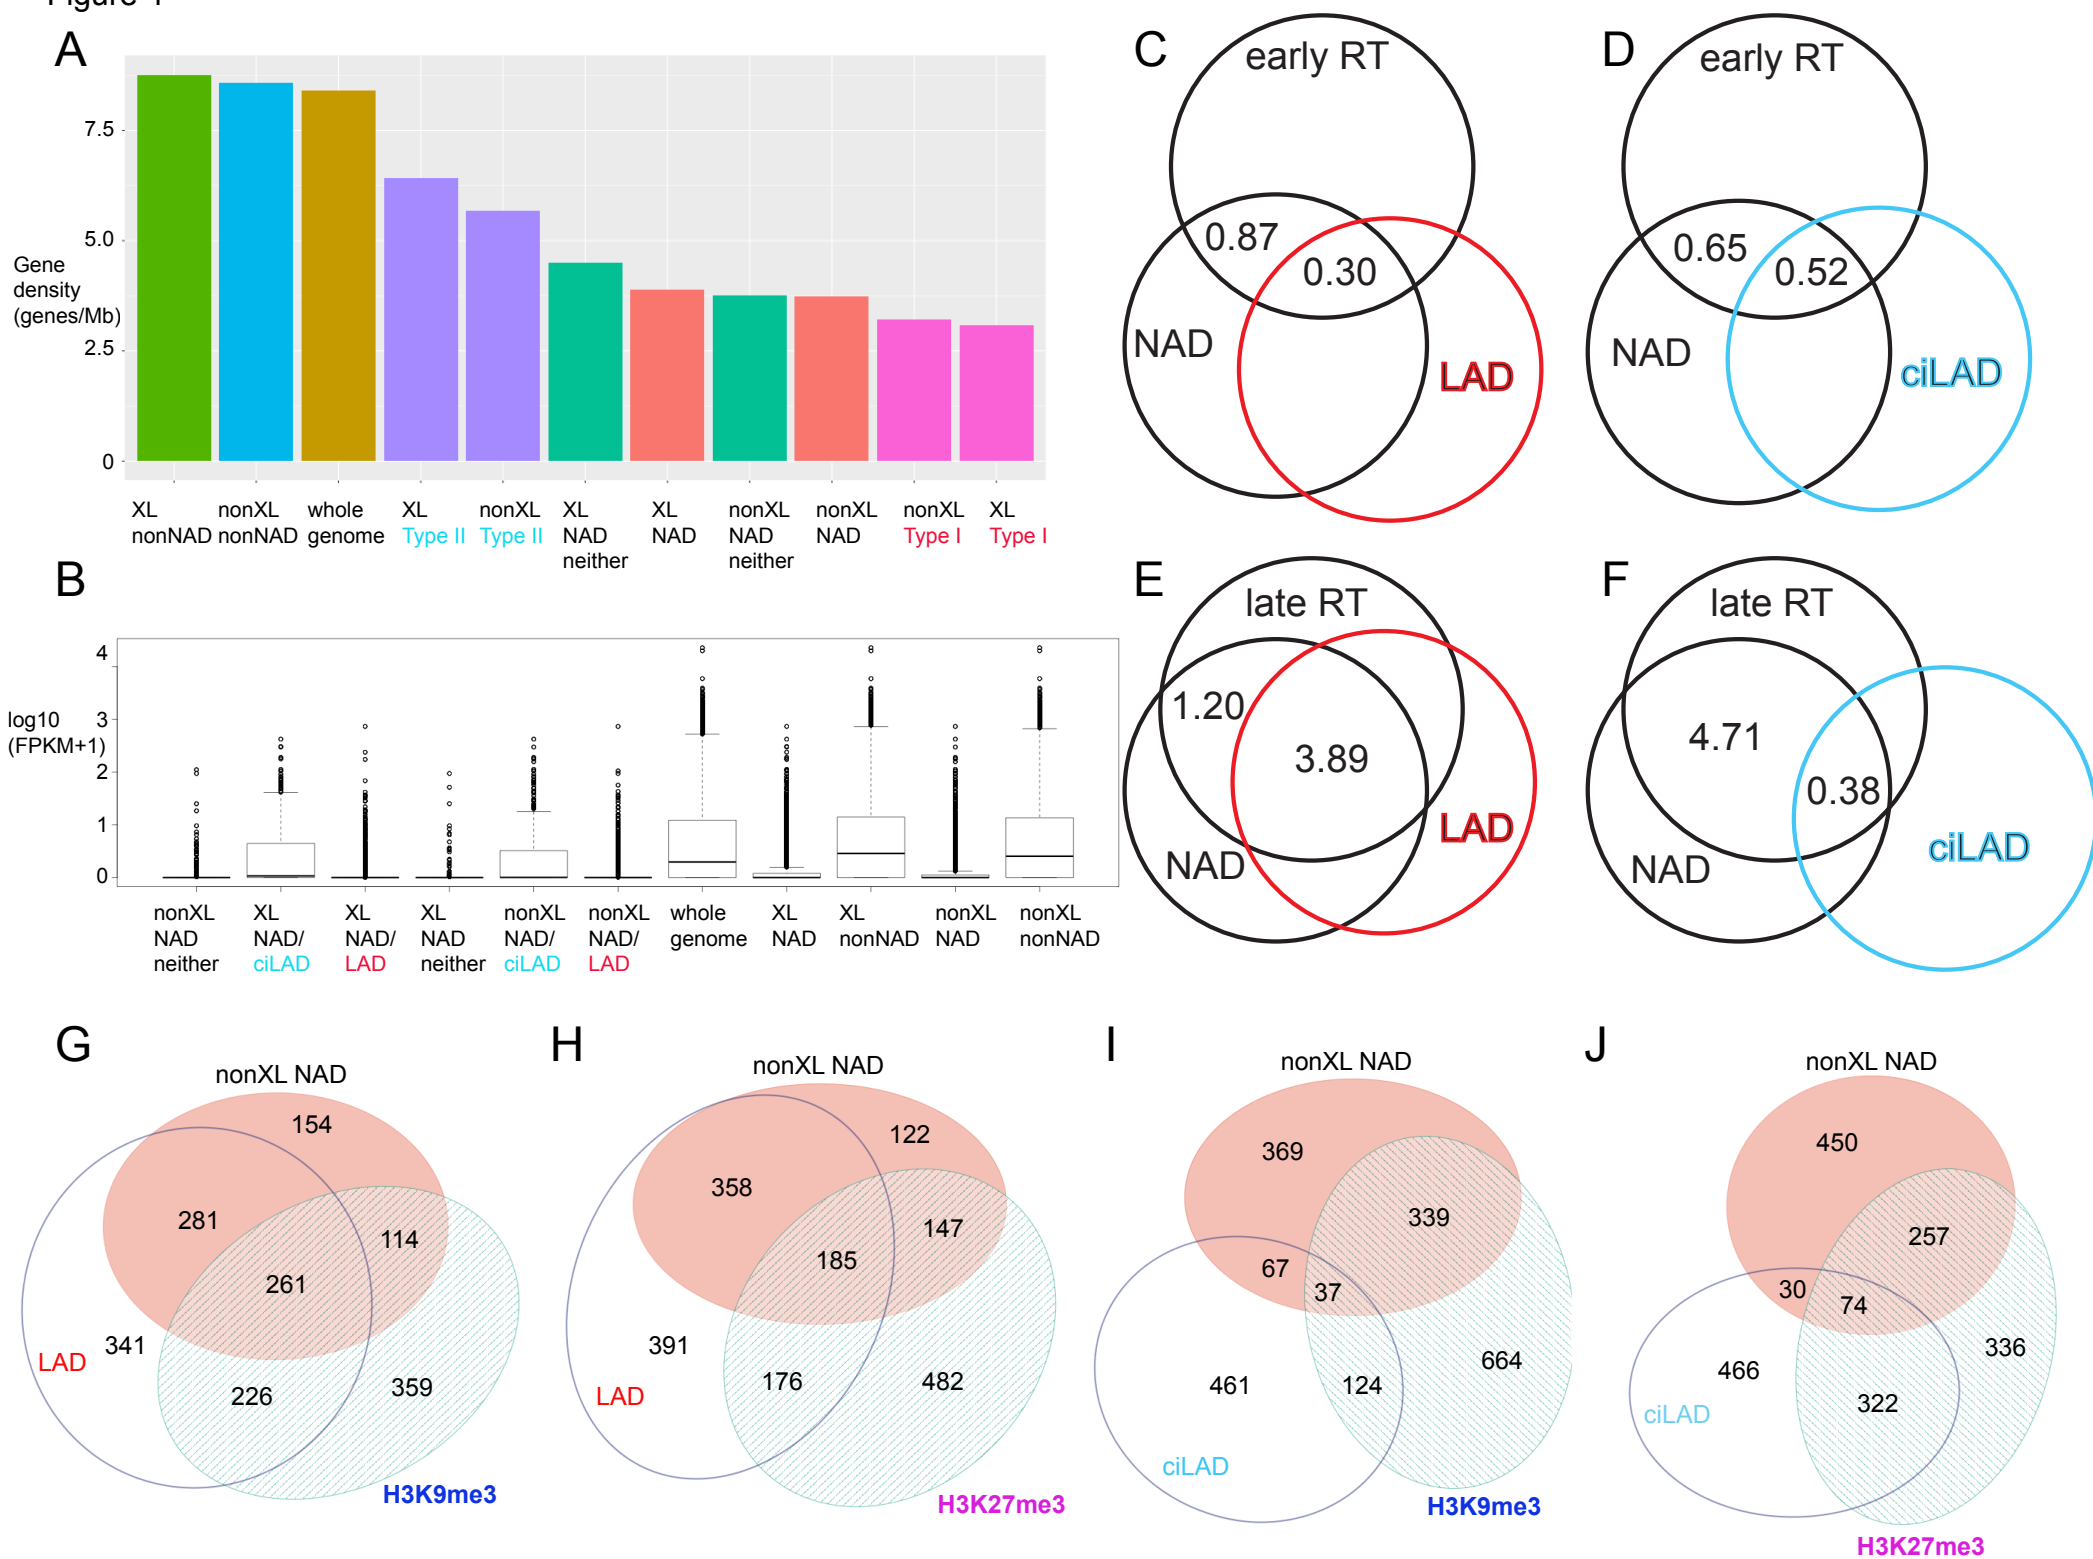 Figure 4
A
7.5
5.0
2.5
0
Gene
density
(genes/Mb)
XL
nonNAD
nonXL
nonNAD
whole
genome
XL
Type II
nonXL
Type II
XL
NAD
neither
XL
NAD
nonXL
NAD
neither
nonXL
NAD
nonXL
Type I
XL
Type I
B
4
3
2
1
0
log10
(FPKM+1)
nonXL
NAD
neither
XL
NAD/
ciLAD
XL
NAD/
LAD
XL
NAD
neither
nonXL
NAD/
ciLAD
nonXL
NAD/
LAD
whole
genome
XL
NAD
XL
nonNAD
nonXL
NAD
nonXL
nonNAD
C
early RT
0.87
0.30
NAD
LAD
D
early RT
0.65
0.52
NAD
ciLAD
E
late RT
1.20
3.89
NAD
LAD
F
late RT
4.71
0.38
NAD
ciLAD
G
nonXL NAD
154
281
114
261
341
LAD
226
359
H3K9me3
H
nonXL NAD
122
358
147
185
391
LAD
176
482
H3K27me3
I
nonXL NAD
369
339
67
37
664
461
124
ciLAD
H3K9me3
J
nonXL NAD
450
257
30
74
336
466
322
ciLAD
H3K27me3